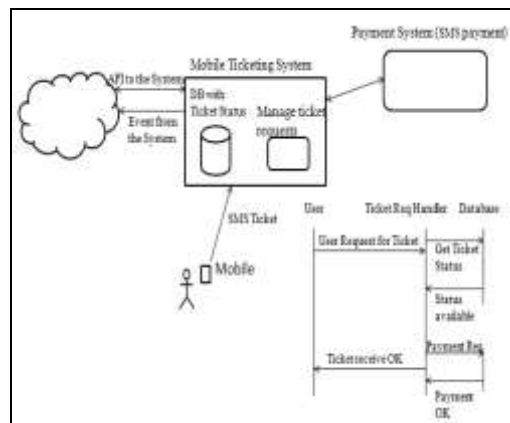 Payment System (SMS payment)
Mobile Ticketing System
API to the System
DB with
Ticket Status
Manage ticket
requests
Event from
the System
SMS Ticket
Mobile
User
Ticket Req Handler
Database
User Request for Ticket
Get Ticket
Status
Status
available
Payment Req
Ticket receive OK
Payment
OK